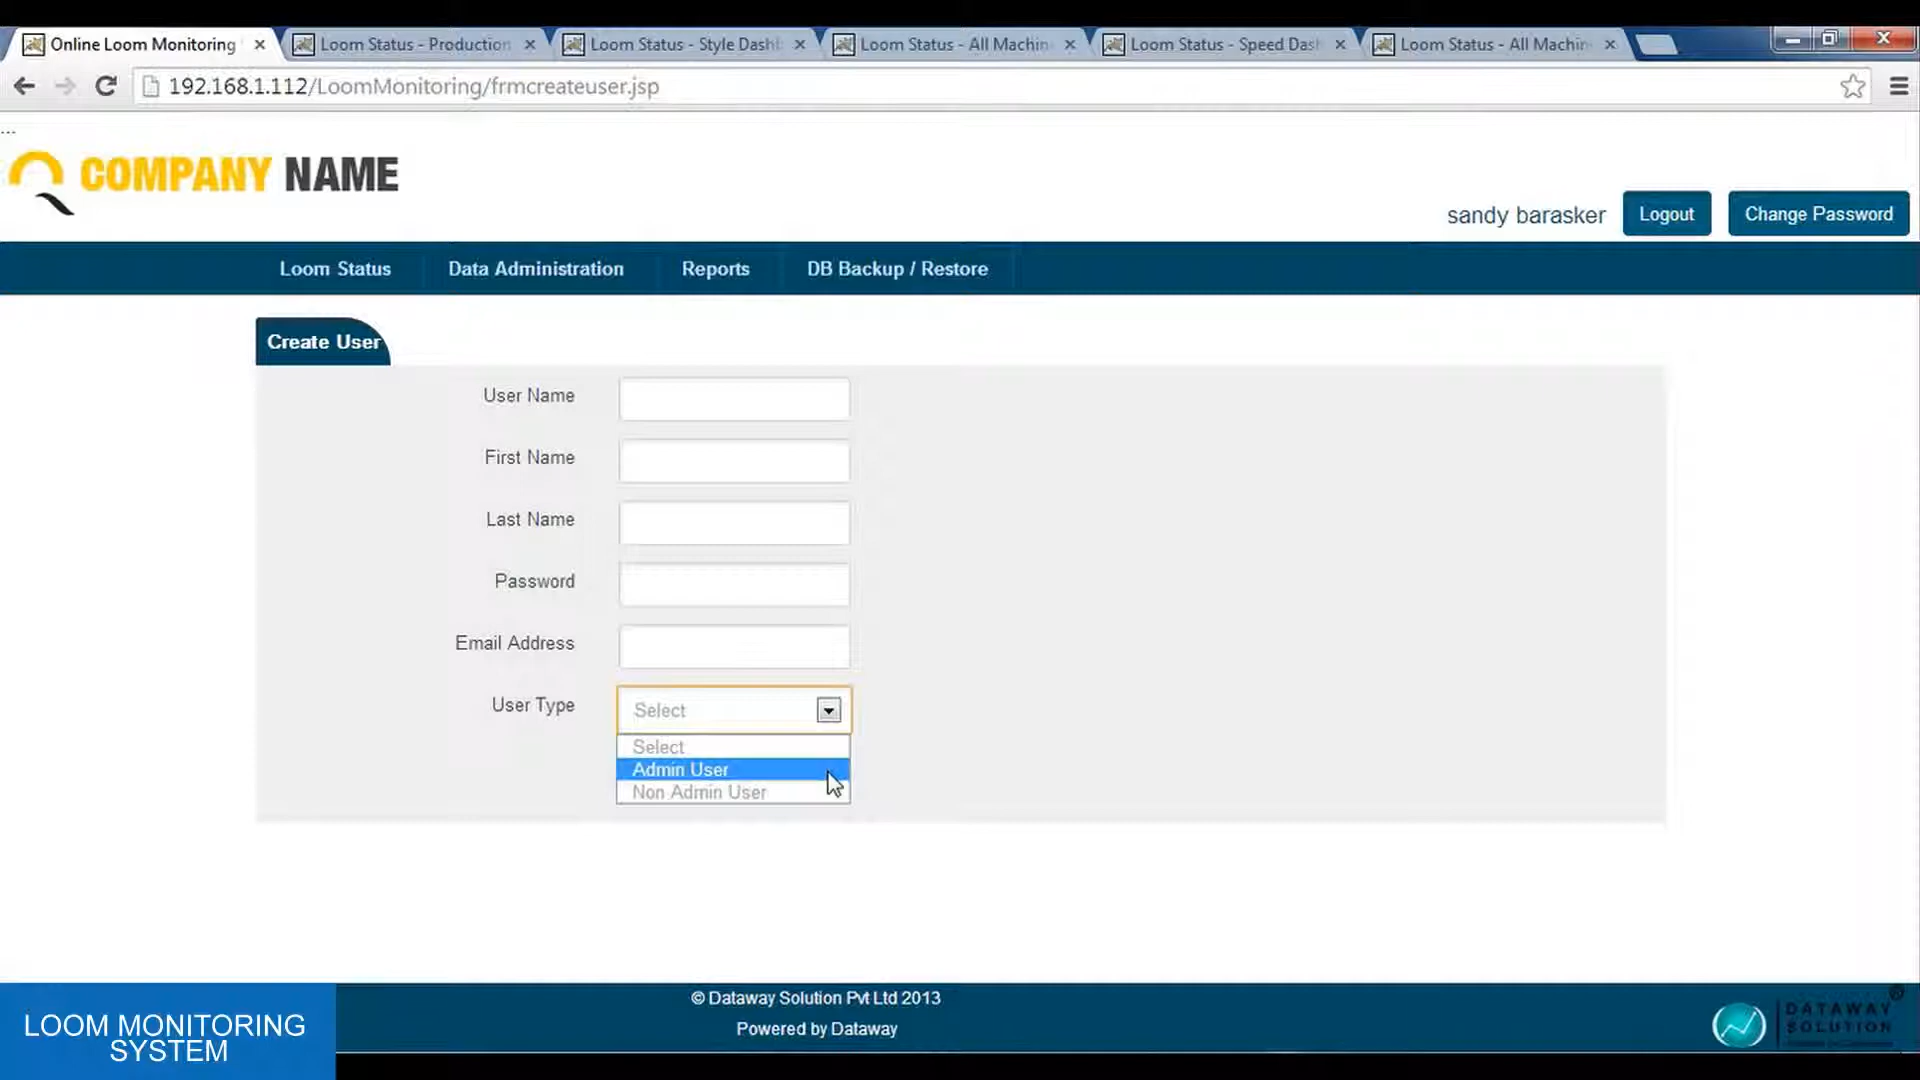 Online Loom Monitoring
Loom Status - Production
Loom Status - Style Dash
Loom Status - All Machin
Loom Status - Speed Das
Loom Status - All Machin
192.168.1.112/LoomMonitoring/frmcreateuser.jsp
...
COMPANY NAME
sandy barasker
Logout
Change Password
Loom Status
Data Administration
Reports
DB Backup / Restore
Create User
User Name
First Name
Last Name
Password
Email Address
User Type
Select
Select
Admin User
Non Admin User
© Dataway Solution Pvt Ltd 2013
Powered by Dataway
LOOM MONITORING
SYSTEM
DATAWAY
SOLUTION